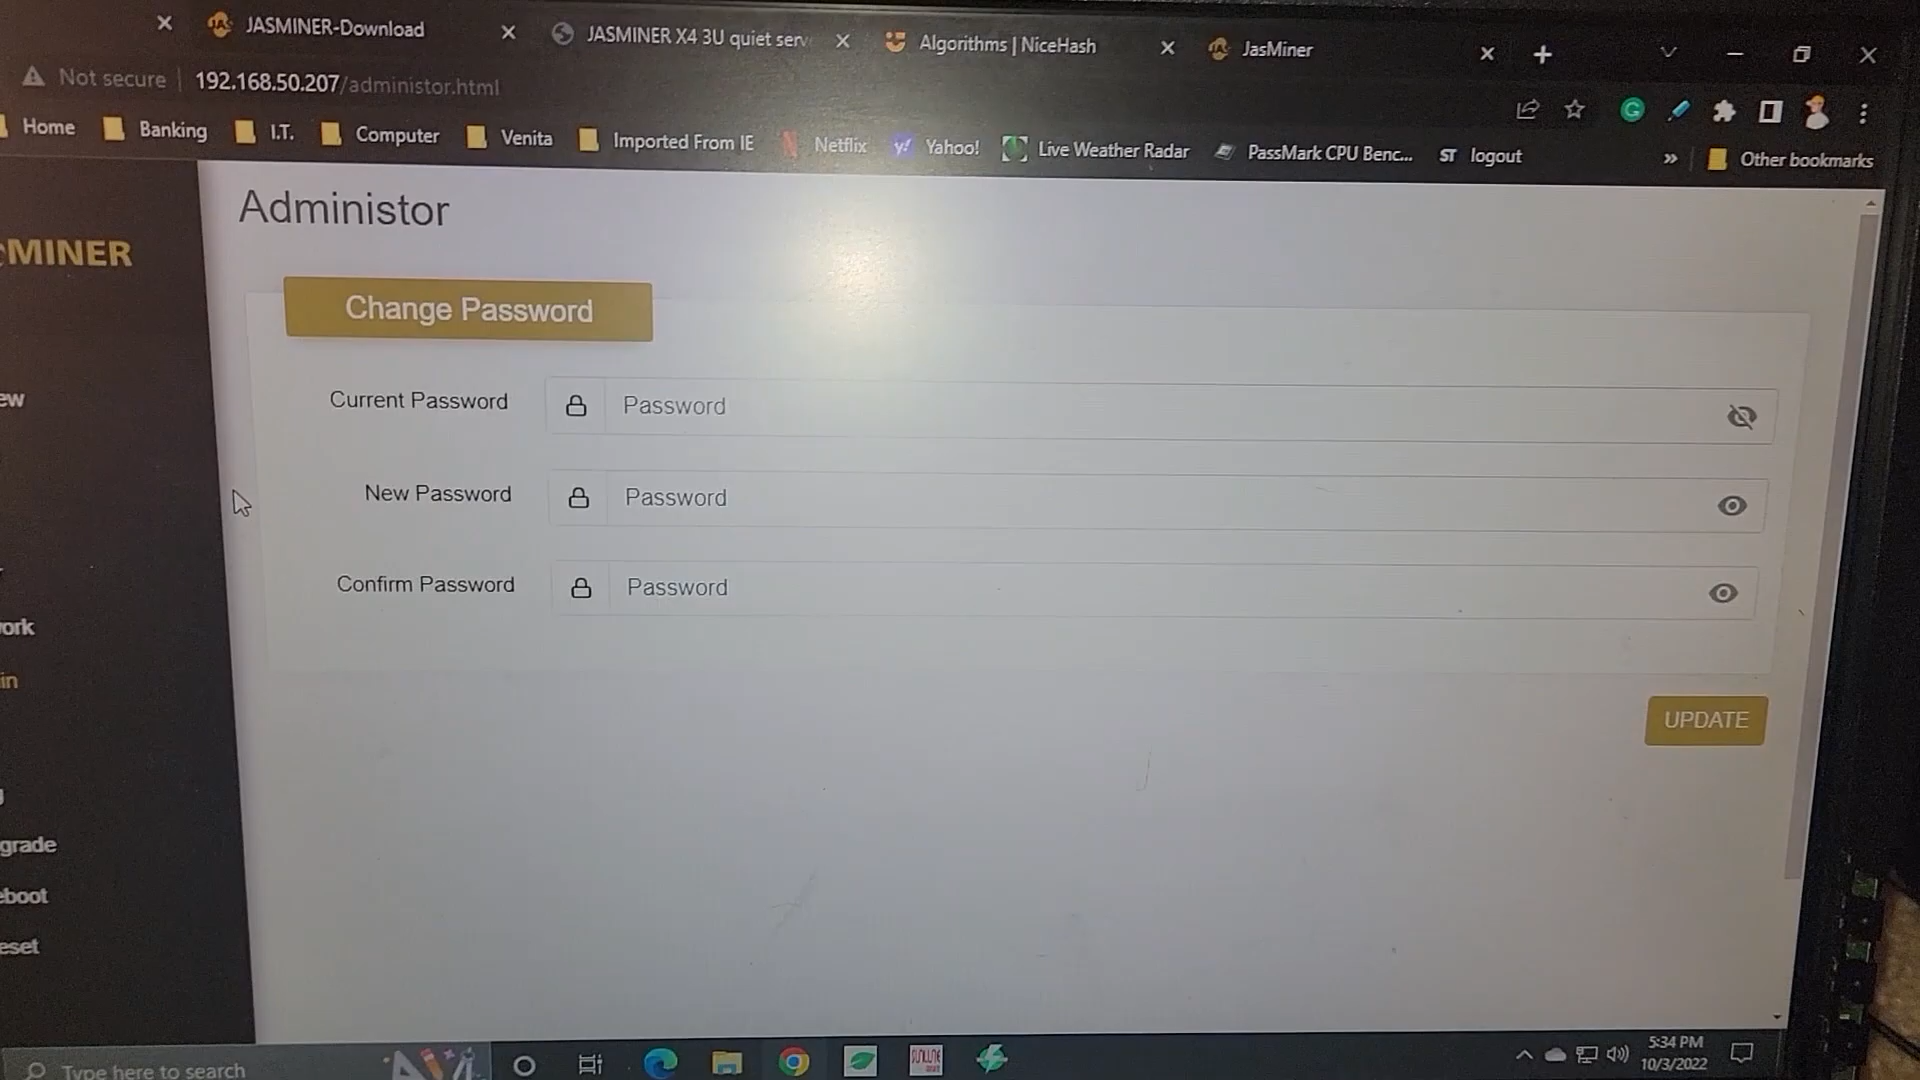 JASMINER-Download
JASMINER X4 3U quiet serv
Algorithms | NiceHash
JasMiner
Not secure
192.168.50.207/administor.html
Home
Banking
I.T.
Computer
Venita
Imported From IE
Netflix
Yahoo!
Live Weather Radar
PassMark CPU Benc...
ST logout
»
Other bookmarks
MINER
Administor
Change Password
Current Password
Password
New Password
Password
Confirm Password
Password
UPDATE
ew
ork
in
grade
eboot
eset
Type here to search
5:34 PM
10/3/2022